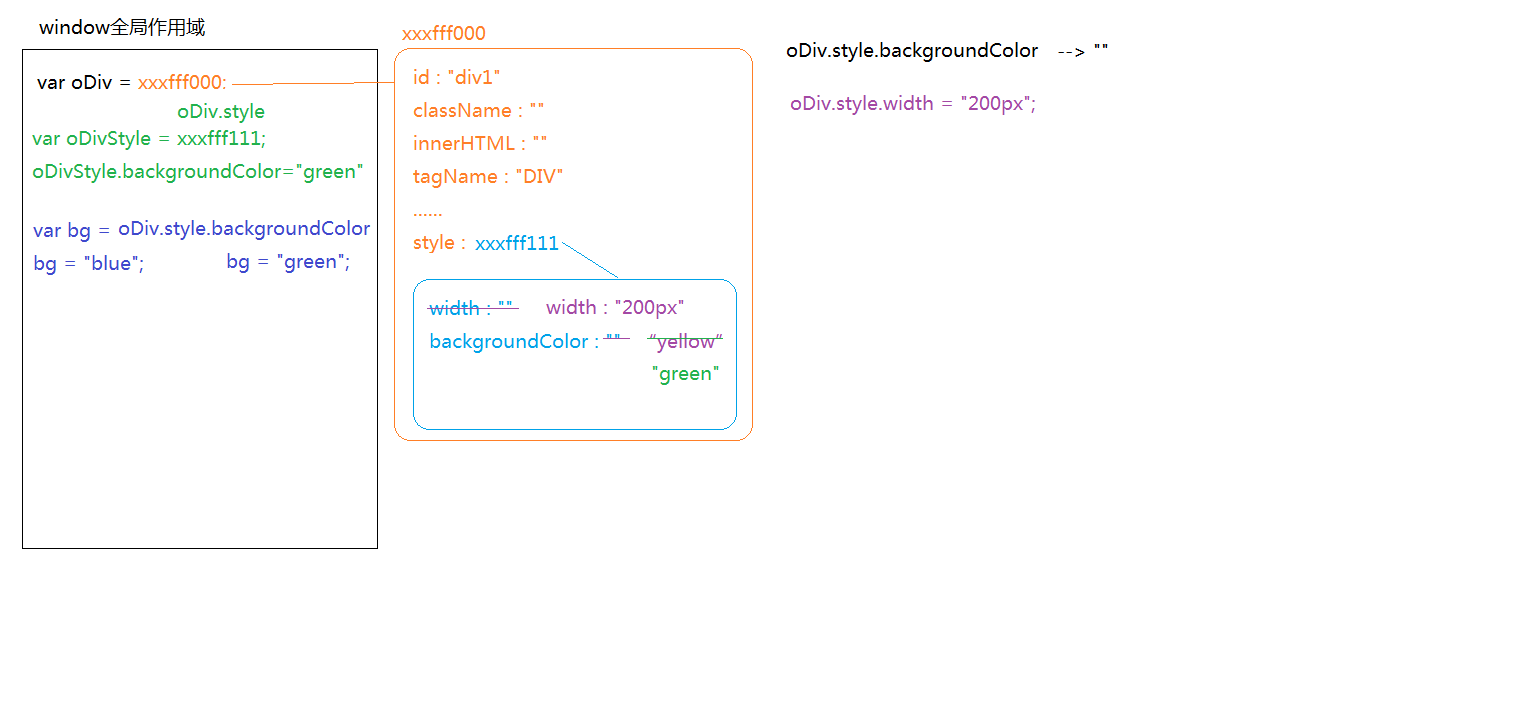 window全局作用域
var oDiv = xxxfff000:
oDiv.style
var oDivStyle = xxxfff111;
oDivStyle.backgroundColor="green"
var bg = oDiv.style.backgroundColor
bg = "blue"; bg = "green";
xxxfff000
id : "div1"
className : ""
innerHTML : ""
tagName : "DIV"
......
style : xxxfff111
width : "" width : "200px"
backgroundColor : "" "yellow"
"green"
oDiv.style.backgroundColor --> ""
oDiv.style.width = "200px";